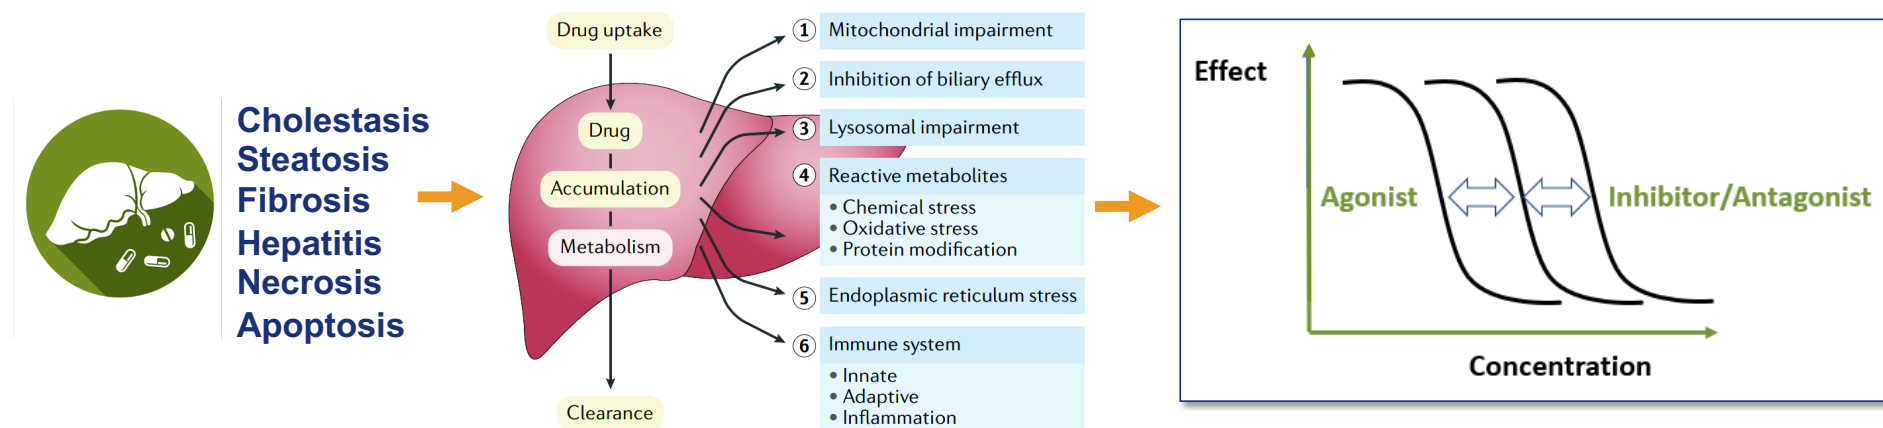 Cholestasis
Steatosis
Fibrosis
Hepatitis
Necrosis
Apoptosis
Drug uptake
Drug
Accumulation
Metabolism
Clearance
1 Mitochondrial impairment
2 Inhibition of biliary efflux
3 Lysosomal impairment
4 Reactive metabolites
• Chemical stress
• Oxidative stress
• Protein modification
5 Endoplasmic reticulum stress
6 Immune system
• Innate
• Adaptive
• Inflammation
Effect
Agonist
Inhibitor/Antagonist
Concentration